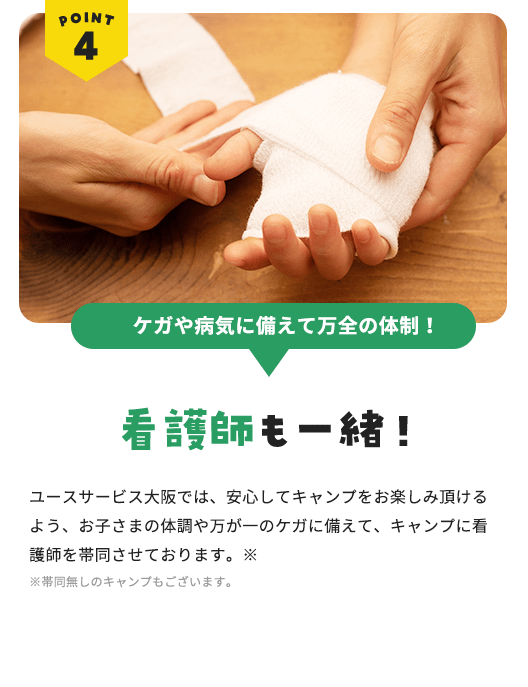 POINT
4
ケガや病気に備えて万全の体制！
看護師も一緒！
ユースサービス大阪では、安心してキャンプをお楽しみ頂ける
よう、お子さまの体調や万が一のケガに備えて、キャンプに看
護師を帯同させております。※
※帯同無しのキャンプもございます。